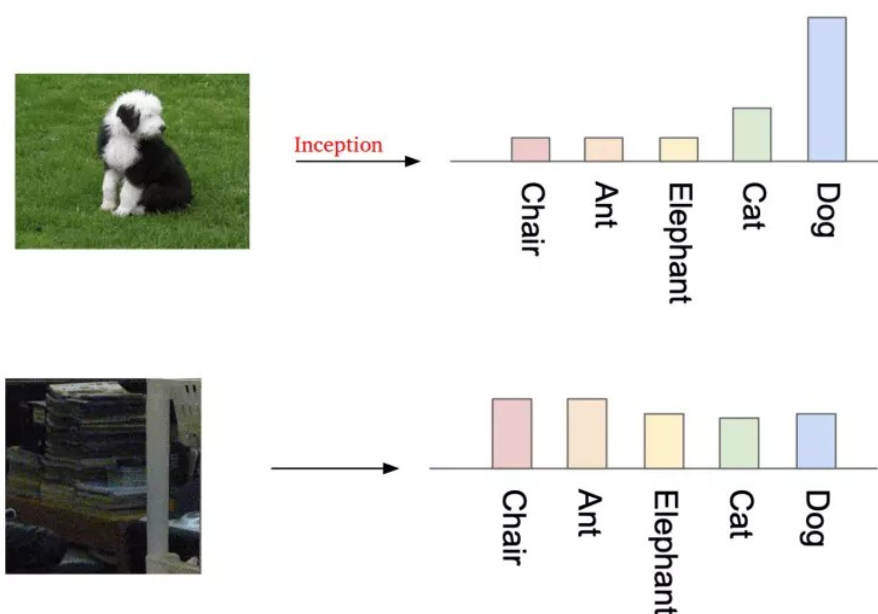 Inception
Chair
Ant
Elephant
Cat
Dog
Chair
Ant
Elephant
Cat
Dog